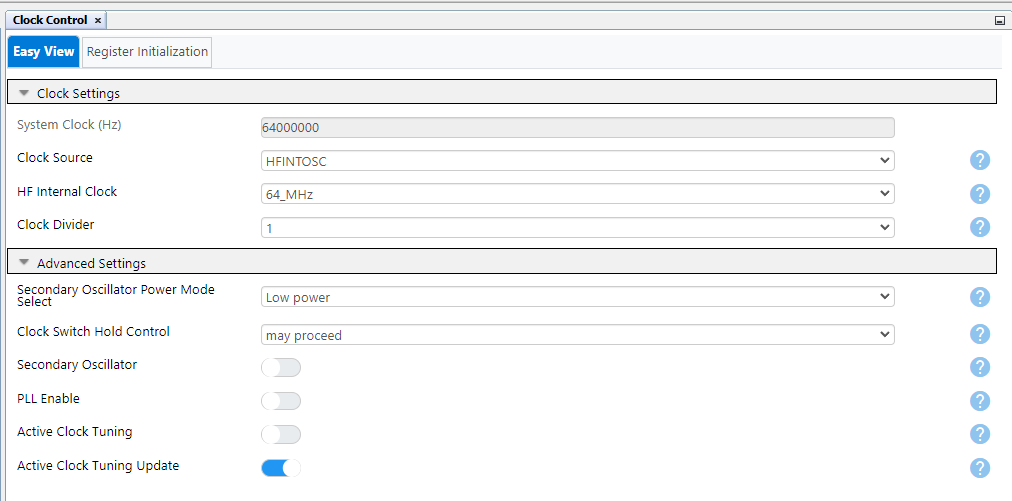 Clock Control ×
Easy View Register Initialization
Clock Settings
System Clock (Hz) 64000000
Clock Source HFINTOSC ?
HF Internal Clock 64_MHz ?
Clock Divider 1 ?
Advanced Settings
Secondary Oscillator Power Mode
Select Low power ?
Clock Switch Hold Control may proceed ?
Secondary Oscillator ?
PLL Enable ?
Active Clock Tuning ?
Active Clock Tuning Update ?